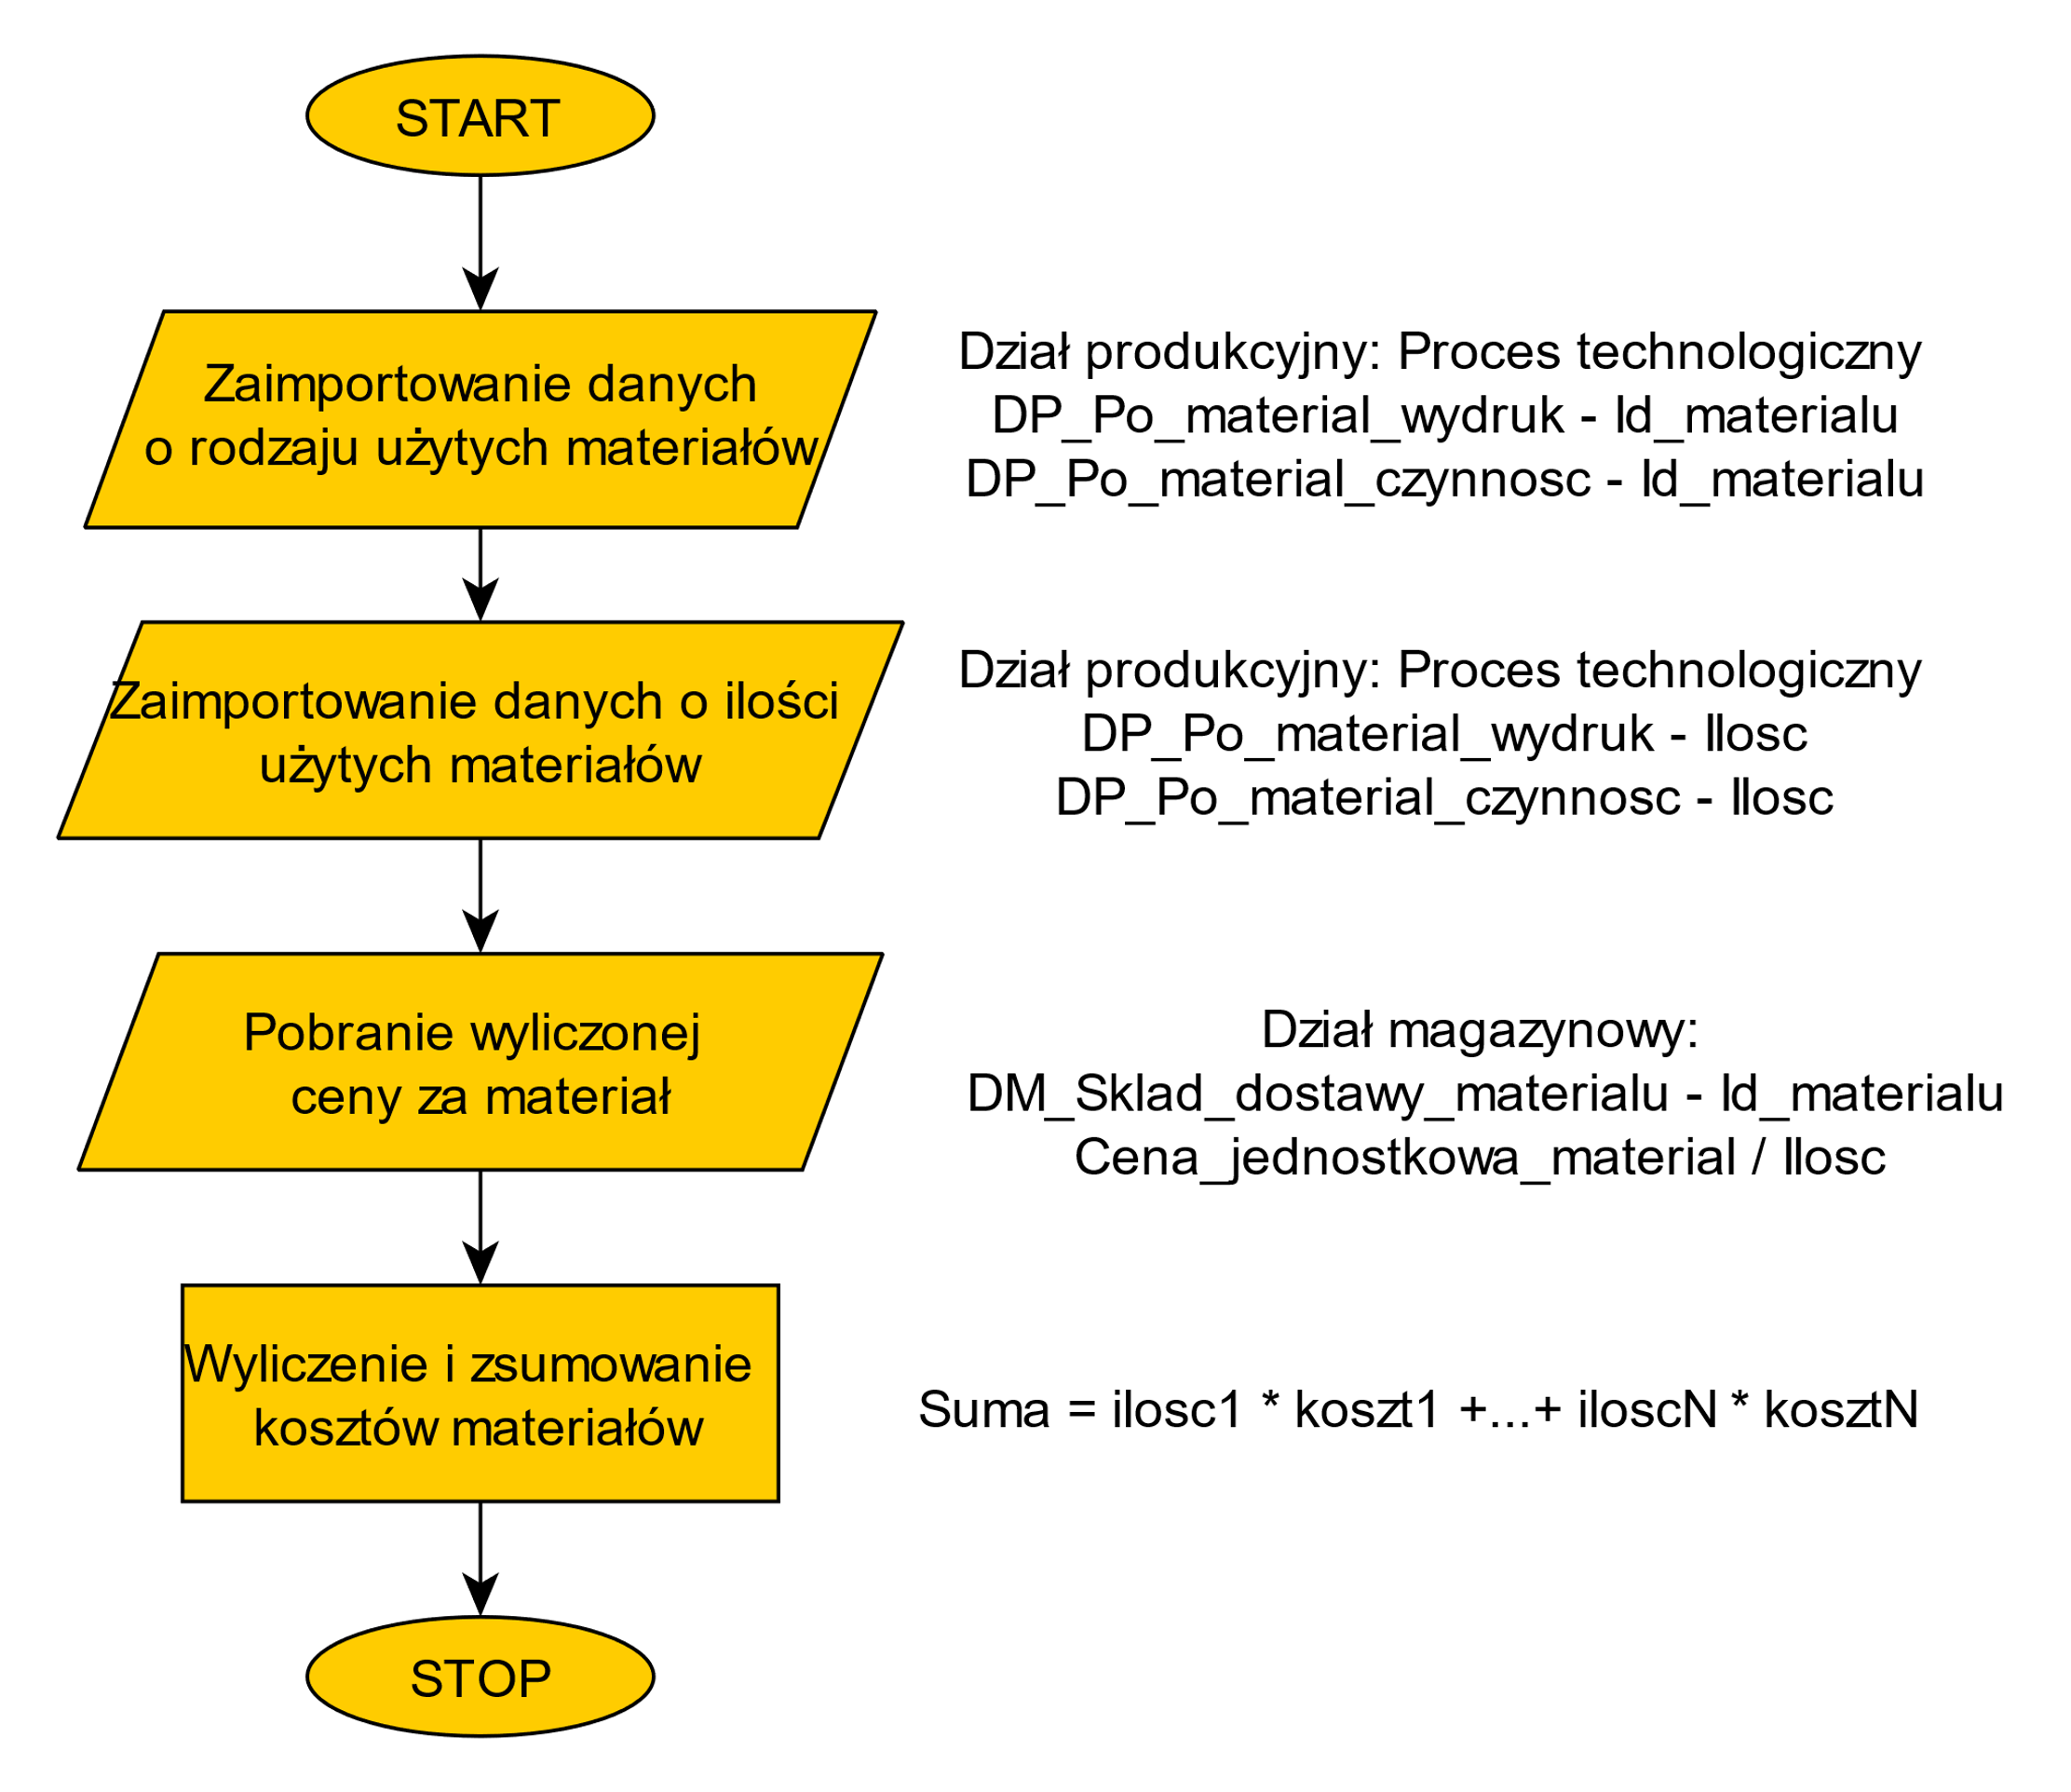 START
Zaimportowanie danych
o rodzaju użytych materiałów
Dział produkcyjny: Proces technologiczny
DP_Po_material_wydruk - Id_materialu
DP_Po_material_czynnosc - Id_materialu
Zaimportowanie danych o ilości
użytych materiałów
Dział produkcyjny: Proces technologiczny
DP_Po_material_wydruk - Ilosc
DP_Po_material_czynnosc - Ilosc
Pobranie wyliczonej
ceny za materiał
Dział magazynowy:
DM_Sklad_dostawy_materialu - Id_materialu
Cena_jednostkowa_material / Ilosc
Wyliczenie i zsumowanie
kosztów materiałów
Suma = ilosc1 * koszt1 +...+ iloscN * kosztN
STOP